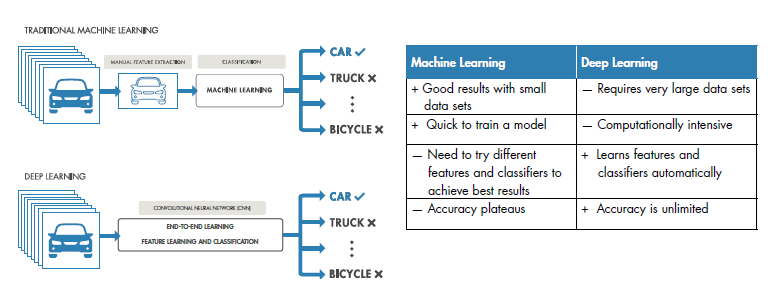 TRADITIONAL MACHINE LEARNING
MANUAL FEATURE EXTRACTION
CLASSIFICATION
MACHINE LEARNING
CAR ✓
TRUCK ✕
⋮
BICYCLE ✕
DEEP LEARNING
CONVOLUTIONAL NEURAL NETWORK (CNN)
END-TO-END LEARNING
FEATURE LEARNING AND CLASSIFICATION
CAR ✓
TRUCK ✕
⋮
BICYCLE ✕
Machine Learning
Deep Learning
+ Good results with small
data sets
— Requires very large data sets
+ Quick to train a model
— Computationally intensive
— Need to try different
features and classifiers to
achieve best results
+ Learns features and
classifiers automatically
— Accuracy plateaus
+ Accuracy is unlimited